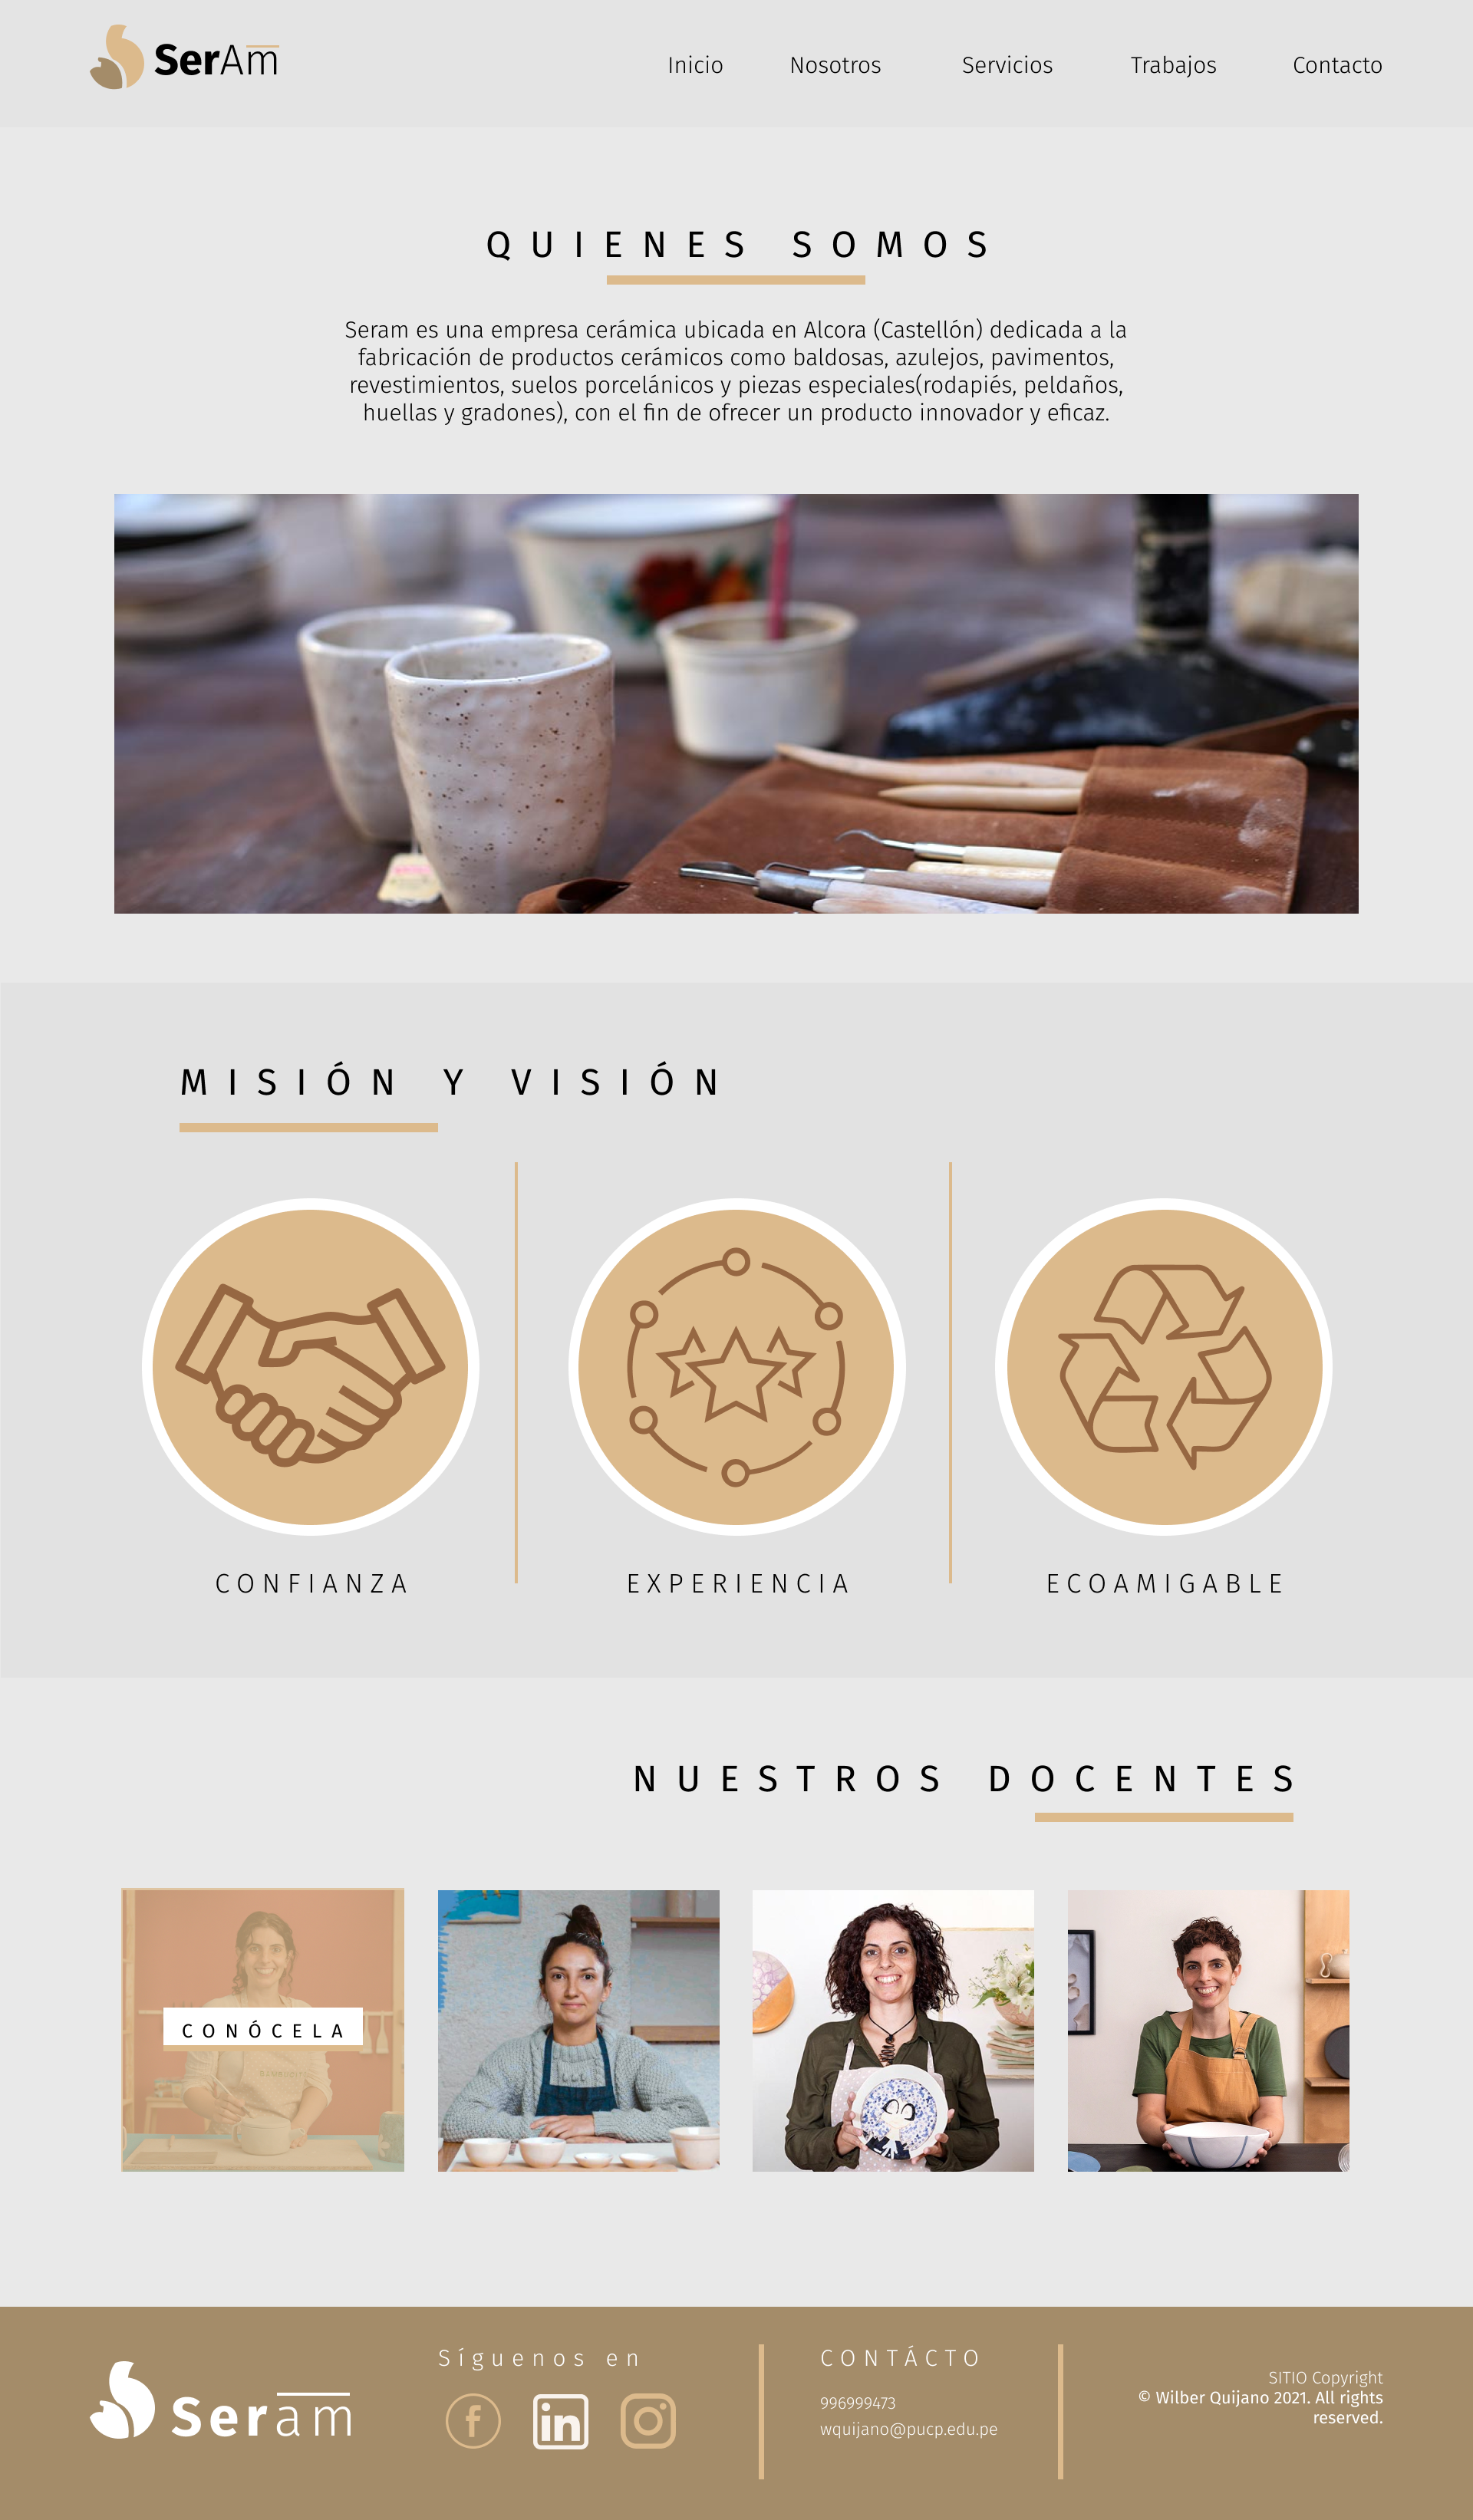 SerAm
Inicio
Nosotros
Servicios
Trabajos
Contacto
QUIENES SOMOS
Seram es una empresa cerámica ubicada en Alcora (Castellón) dedicada a la
fabricación de productos cerámicos como baldosas, azulejos, pavimentos,
revestimientos, suelos porcelánicos y piezas especiales(rodapiés, peldaños,
huellas y gradones), con el fin de ofrecer un producto innovador y eficaz.
MISIÓN Y VISIÓN
CONFIANZA
EXPERIENCIA
ECOAMIGABLE
NUESTROS DOCENTES
CONÓCELA
Seram
Síguenos en
f
in
CONTÁCTO
996999473
wquijano@pucp.edu.pe
SITIO Copyright
© Wilber Quijano 2021. All rights
reserved.